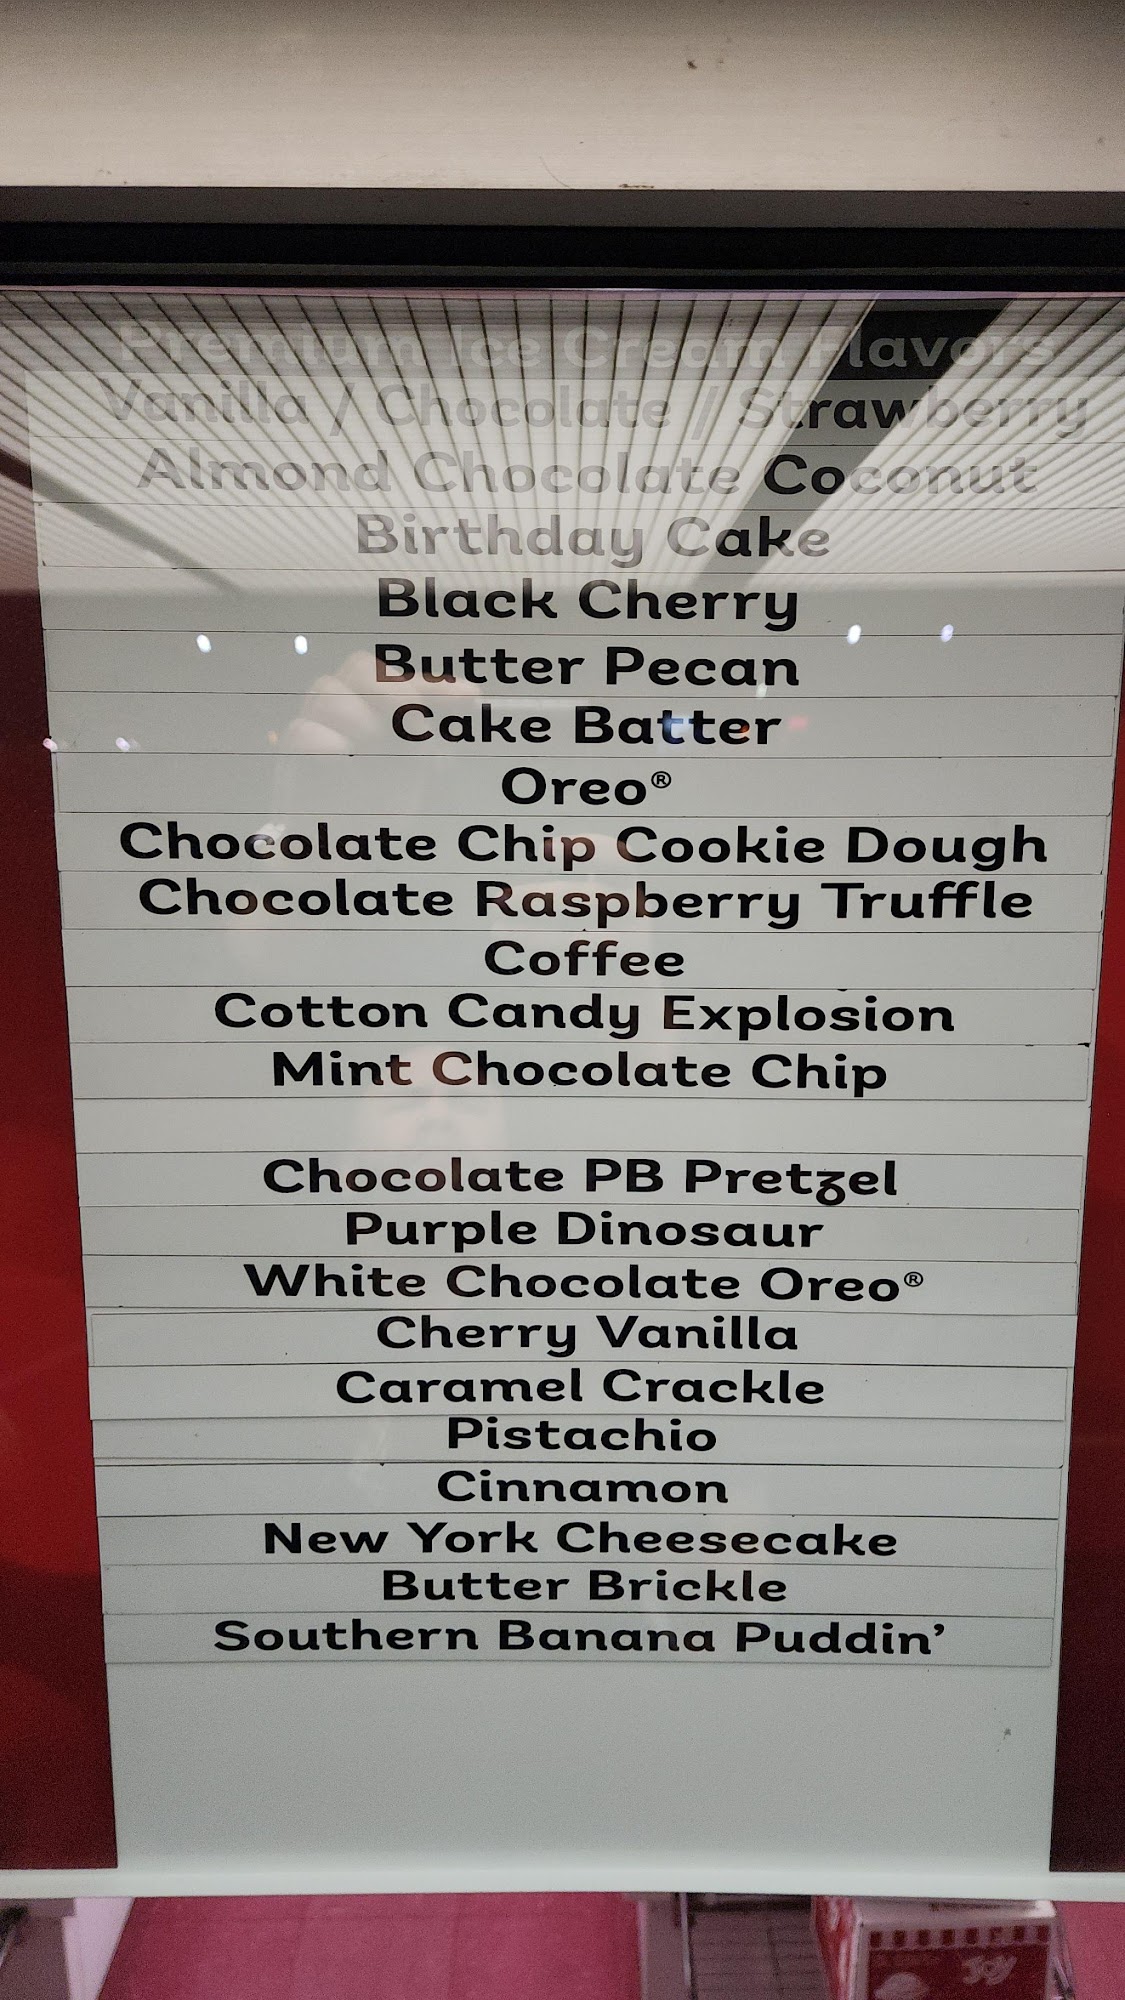 Premium Ice Cream Flavors
Vanilla / Chocolate / Strawberry
Almond Chocolate Coconut
Birthday Cake
Black Cherry
Butter Pecan
Cake Batter
Oreo®
Chocolate Chip Cookie Dough
Chocolate Raspberry Truffle
Coffee
Cotton Candy Explosion
Mint Chocolate Chip
Chocolate PB Pretzel
Purple Dinosaur
White Chocolate Oreo®
Cherry Vanilla
Caramel Crackle
Pistachio
Cinnamon
New York Cheesecake
Butter Brickle
Southern Banana Puddin’
Joy